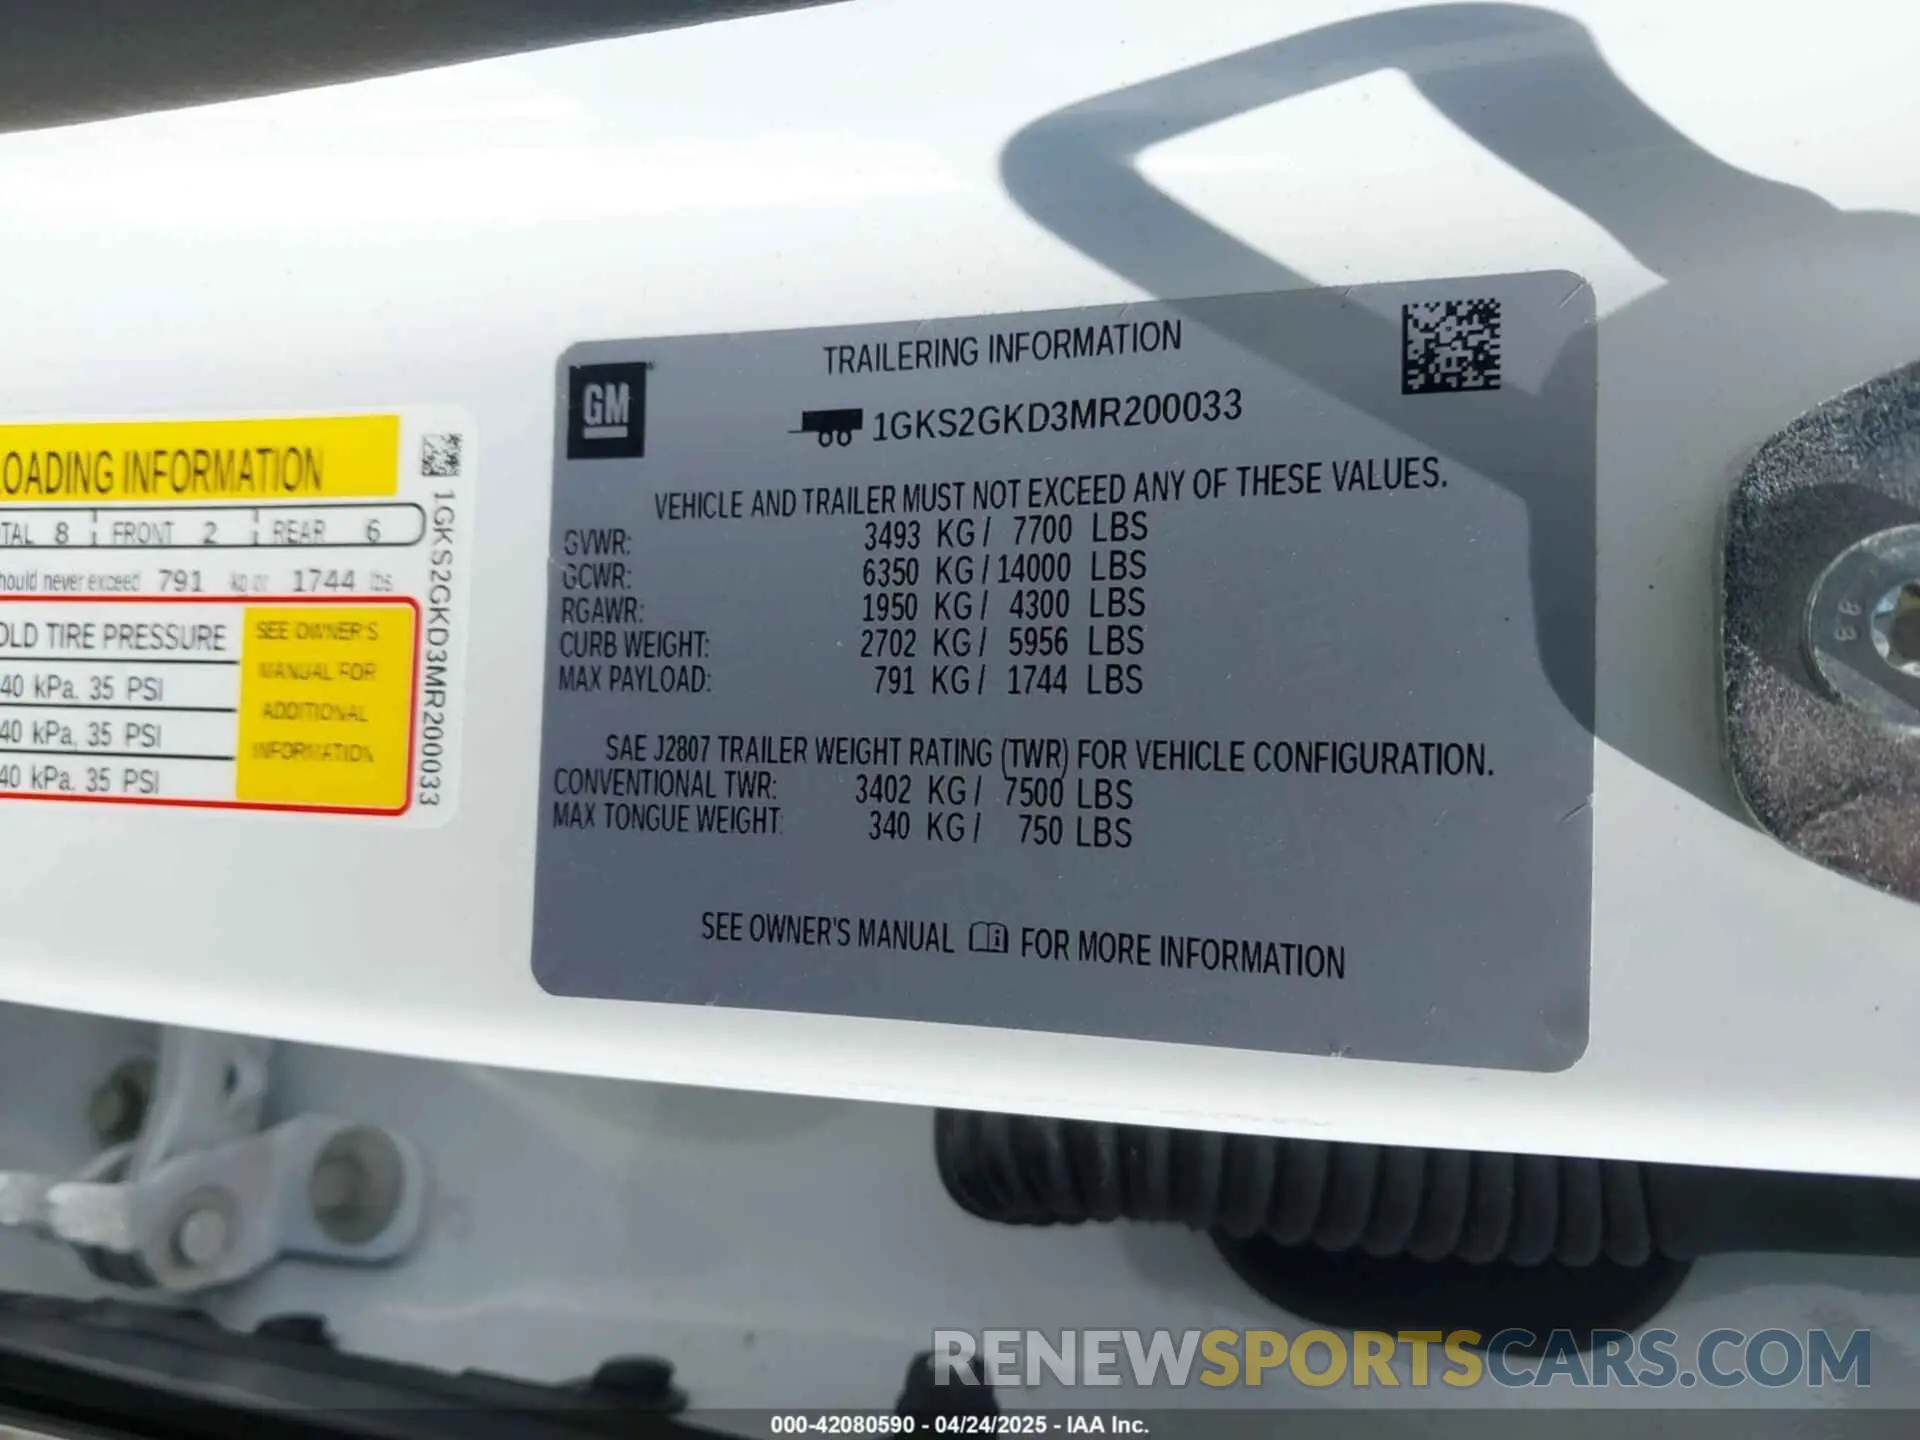 LOADING INFORMATION
TAL 8 FRONT 2 REAR 6
should never exceed 791 kg or 1744 lbs.
OLD TIRE PRESSURE
40 kPa. 35 PSI
40 kPa. 35 PSI
40 kPa. 35 PSI
SEE OWNER'S
MANUAL FOR
ADDITIONAL
INFORMATION
1GKS2GKD3MR200033
GM
TRAILERING INFORMATION
1GKS2GKD3MR200033
VEHICLE AND TRAILER MUST NOT EXCEED ANY OF THESE VALUES.
GVWR: 3493 KG/ 7700 LBS
GCWR: 6350 KG/14000 LBS
RGAWR: 1950 KG/ 4300 LBS
CURB WEIGHT: 2702 KG/ 5956 LBS
MAX PAYLOAD: 791 KG/ 1744 LBS
SAE J2807 TRAILER WEIGHT RATING (TWR) FOR VEHICLE CONFIGURATION.
CONVENTIONAL TWR: 3402 KG/ 7500 LBS
MAX TONGUE WEIGHT: 340 KG/ 750 LBS
SEE OWNER'S MANUAL FOR MORE INFORMATION
8 8
RENEWSPORTSCARS.COM
000-42080590 - 04/24/2025 - IAA Inc.